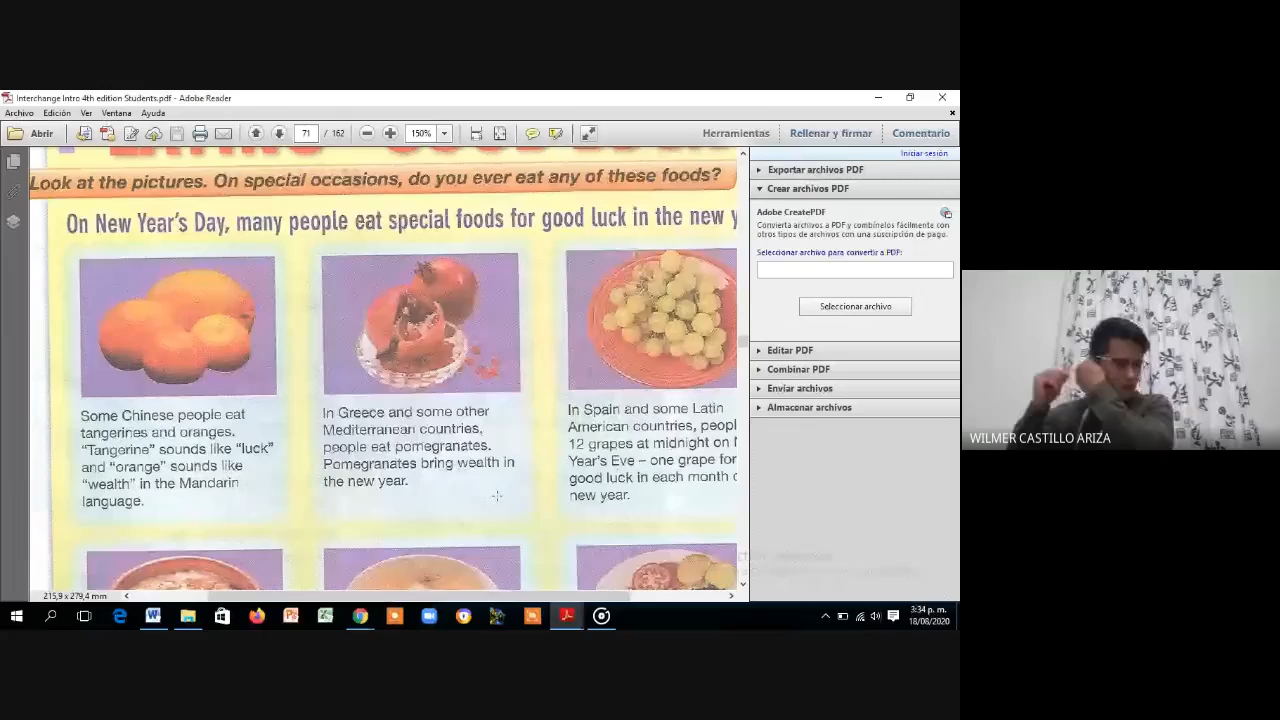 Interchange Intro 4th edition Students.pdf - Adobe Reader
Archivo Edición Ver Ventana Ayuda
Abrir 71 / 162 150% Herramientas Rellenar y firmar Comentario
Iniciar sesión
Look at the pictures. On special occasions, do you ever eat any of these foods?
On New Year's Day, many people eat special foods for good luck in the new
Some Chinese people eat
tangerines and oranges.
"Tangerine" sounds like "luck"
and "orange" sounds like
"wealth" in the Mandarin
language.
In Greece and some other
Mediterranean countries,
people eat pomegranates.
Pomegranates bring wealth in
the new year.
In Spain and some Latin
American countries, peopl
12 grapes at midnight on
Year's Eve – one grape for
good luck in each month
new year.
Exportar archivos PDF
Crear archivos PDF
Adobe CreatePDF
Convierta archivos a PDF y combínelos fácilmente con
otros tipos de archivos con una suscripción de pago.
Seleccionar archivo para convertir a PDF:
Seleccionar archivo
Editar PDF
Combinar PDF
Enviar archivos
Almacenar archivos
WILMER CASTILLO ARIZA
215,9 x 279,4 mm
3:34 p. m.
18/08/2020